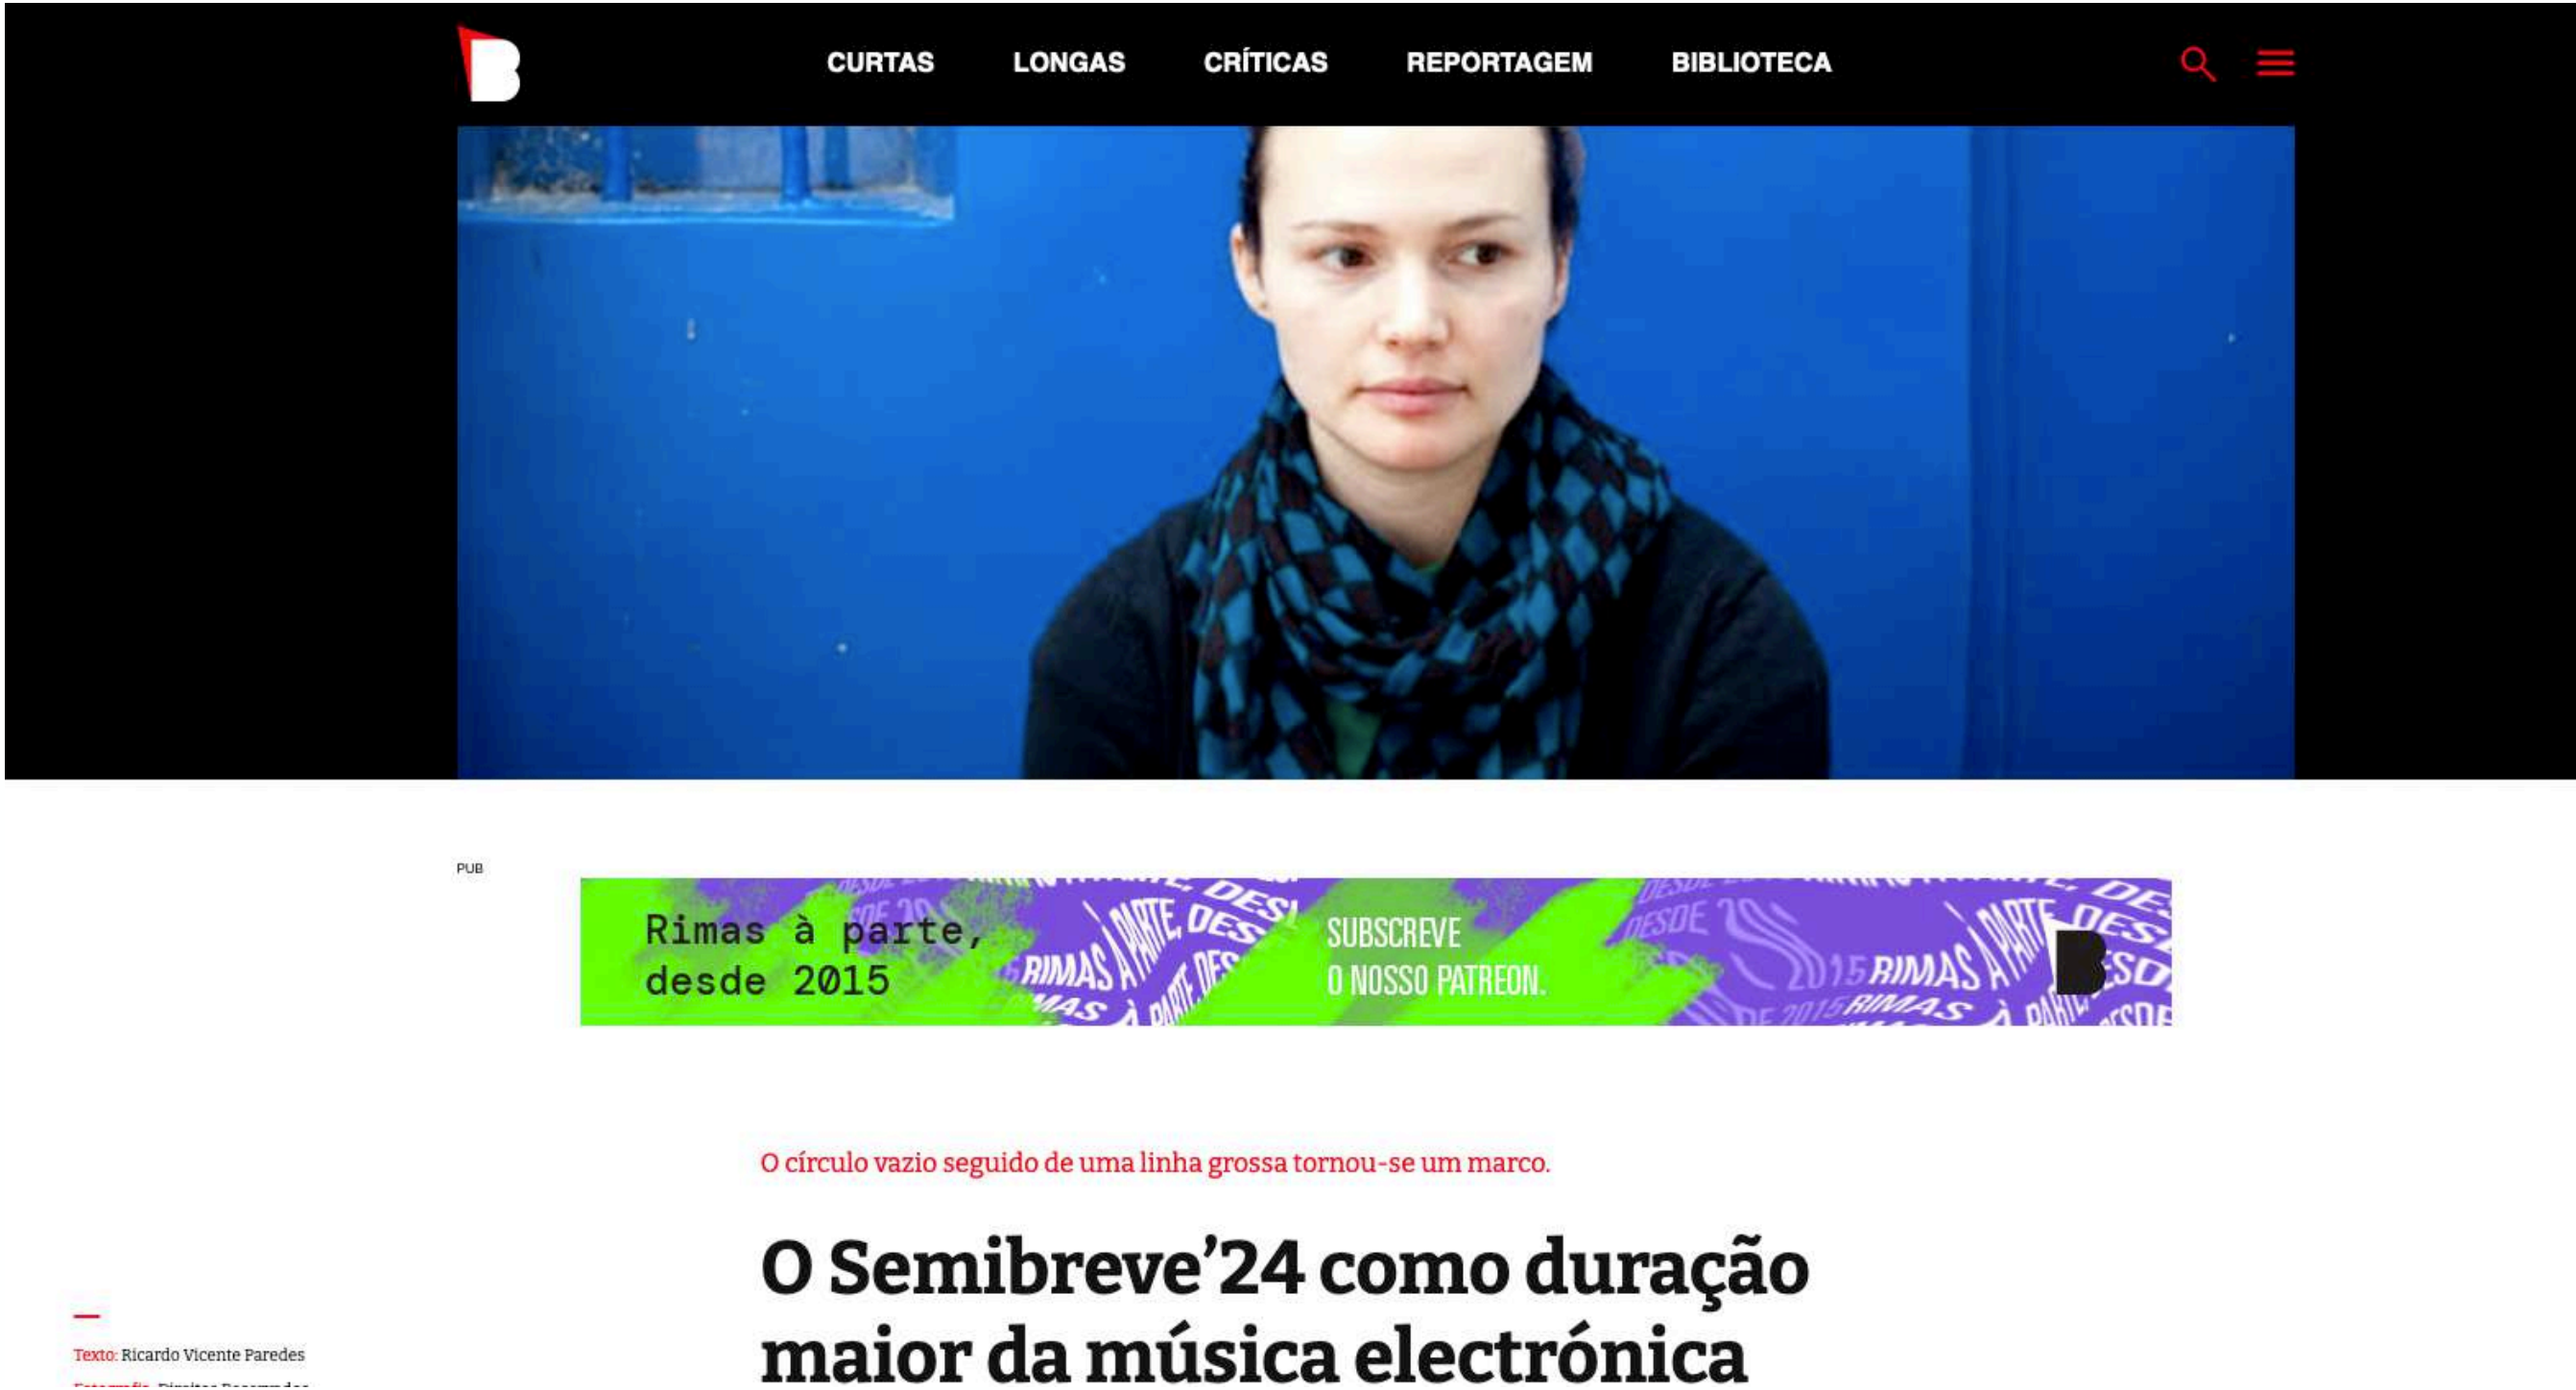 B
CURTAS LONGAS CRÍTICAS REPORTAGEM BIBLIOTECA
PUB
Rimas à parte,
desde 2015
SUBSCREVE
O NOSSO PATREON.
O círculo vazio seguido de uma linha grossa tornou-se um marco.
O Semibreve’24 como duração
maior da música electrónica
Texto: Ricardo Vicente Paredes